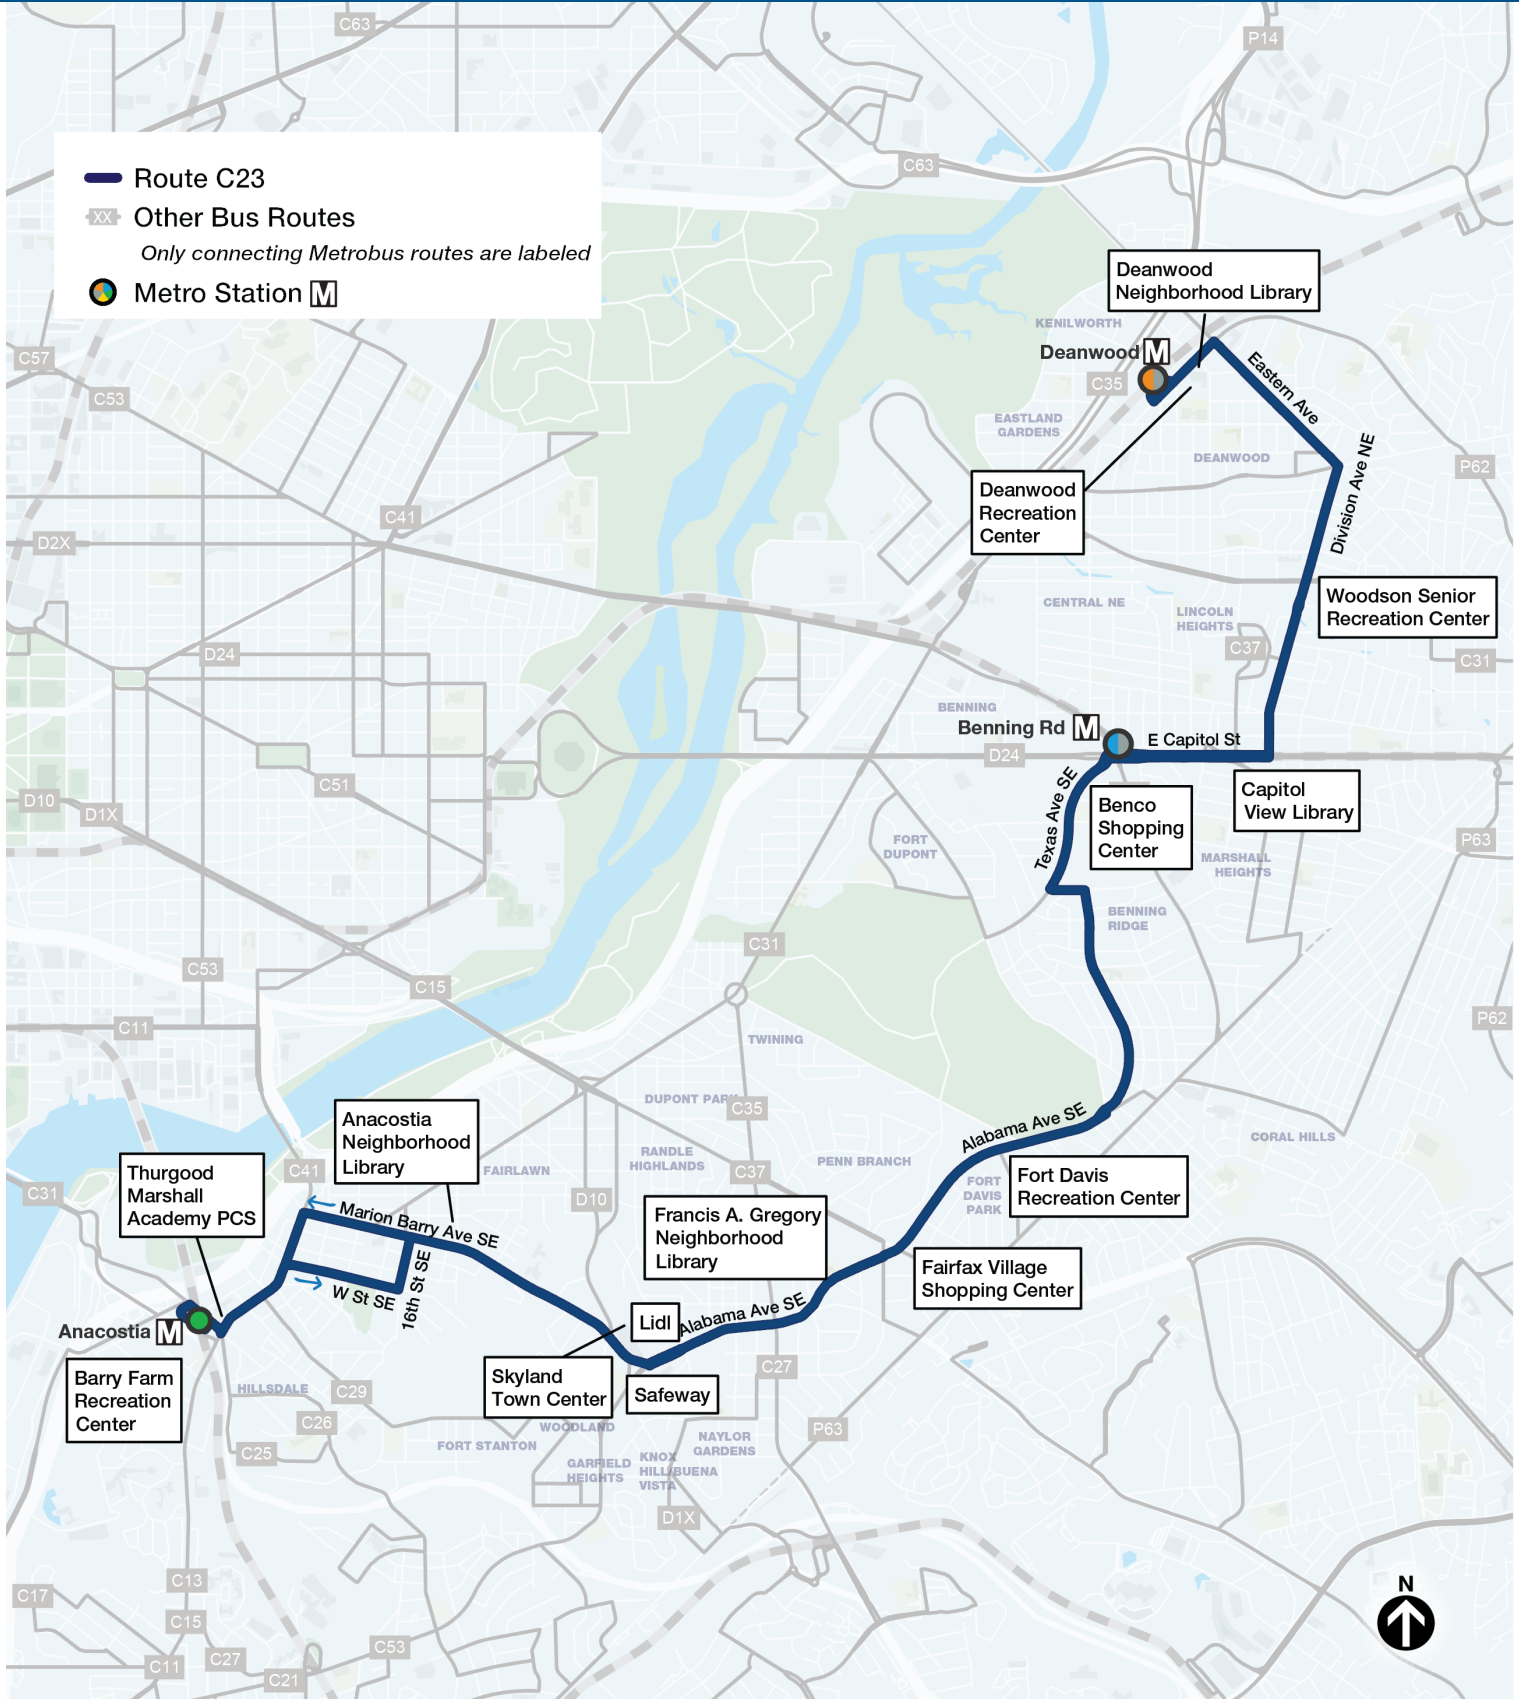 C63
P14
Route C23
XX Other Bus Routes
Only connecting Metrobus routes are labeled
Metro Station M
C63
Deanwood
Neighborhood Library
KENILWORTH
Deanwood M
C35
C57
C53
Eastern Ave
EASTLAND
GARDENS
DEANWOOD
Division Ave NE
P62
Deanwood
Recreation
Center
C41
D2X
Woodson Senior
Recreation Center
CENTRAL NE
LINCOLN
HEIGHTS
C37
C31
D24
BENNING
Benning Rd M
D24
E Capitol St
C51
D10
D1X
Texas Ave SE
Benco
Shopping
Center
Capitol
View Library
P63
FORT
DUPONT
MARSHALL
HEIGHTS
BENNING
RIDGE
C31
C53
C15
C11
P62
TWINING
DUPONT PARK
C35
Anacostia
Neighborhood
Library
Alabama Ave SE
CORAL HILLS
Thurgood
Marshall
Academy PCS
C41
FAIRLAWN
RANDLE
HIGHLANDS
C37
PENN BRANCH
C31
D10
FORT
DAVIS
PARK
Fort Davis
Recreation Center
Marion Barry Ave SE
Francis A. Gregory
Neighborhood
Library
Fairfax Village
Shopping Center
W St SE
16th St SE
Lidl
Alabama Ave SE
Anacostia M
Barry Farm
Recreation
Center
Skyland
Town Center
Safeway
C27
HILLSDALE
C29
C26
C25
WOODLAND
FORT STANTON
GARFIELD
HEIGHTS
KNOX
HILL/BUENA
VISTA
NAYLOR
GARDENS
P63
D1X
C13
C17
C15
C53
C27
C11
C21
N